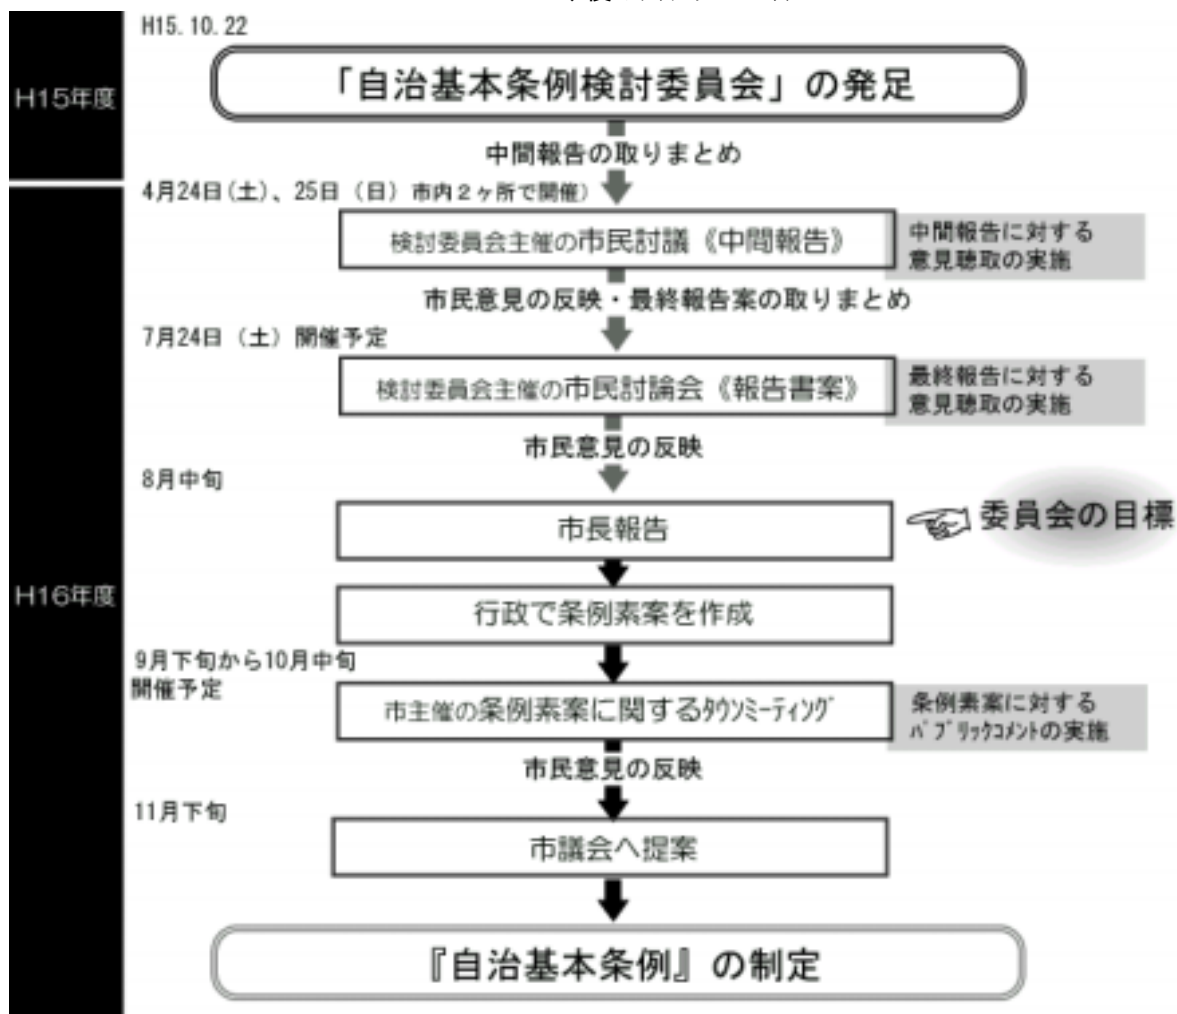 H15.10.22
H15年度
「自治基本条例検討委員会」の発足
中間報告の取りまとめ
4月24日(土)、25日（日）市内２ヶ所で開催）
検討委員会主催の市民討議《中間報告》
中間報告に対する
意見聴取の実施
市民意見の反映・最終報告案の取りまとめ
7月24日（土）開催予定
検討委員会主催の市民討論会《報告書案》
最終報告に対する
意見聴取の実施
市民意見の反映
8月中旬
市長報告
委員会の目標
H16年度
行政で条例素案を作成
9月下旬から10月中旬
開催予定
市主催の条例素案に関するﾀｳﾝﾐｰﾃｨﾝｸﾞ
条例素案に対する
ﾊﾟﾌﾞﾘｯｸｺﾒﾝﾄの実施
市民意見の反映
11月下旬
市議会へ提案
『自治基本条例』の制定